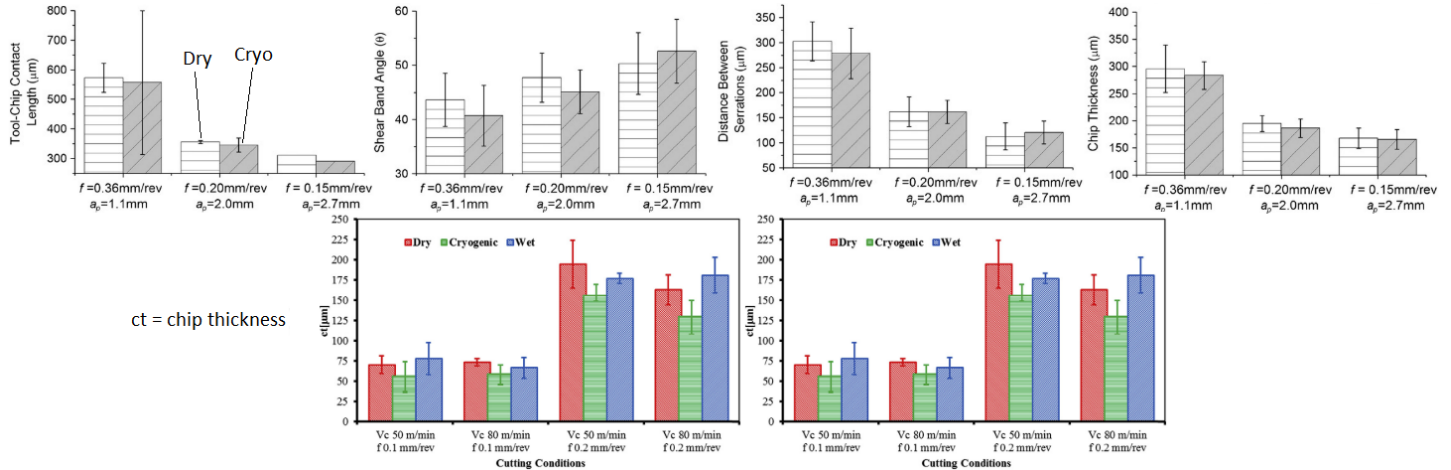 Tool-Chip Contact
Length (µm)
800
700
600
500
400
300
Dry
Cryo
f =0.36mm/rev
ap=1.1mm
f =0.20mm/rev
ap=2.0mm
f = 0.15mm/rev
ap=2.7mm
Shear Band Angle (θ)
60
50
40
30
f =0.36mm/rev
ap=1.1mm
f =0.20mm/rev
ap=2.0mm
f = 0.15mm/rev
ap=2.7mm
Distance Between
Serrations (µm)
350
300
250
200
150
100
50
f =0.36mm/rev
ap=1.1mm
f =0.20mm/rev
ap=2.0mm
f = 0.15mm/rev
ap=2.7mm
Chip Thickness (µm)
400
350
300
250
200
150
100
f =0.36mm/rev
an=1.1mm
f =0.20mm/rev
ap=2.0mm
f =0.15mm/rev
ap=2.7mm
ct = chip thickness
ct[µm]
250
225
200
175
150
125
100
75
50
25
0
Dry
Cryogenic
Wet
Vc 50 m/min
f 0.1 mm/rev
Vc 80 m/min
f 0.1 mm/rev
Vc 50 m/min
f 0.2 mm/rev
Vc 80 m/min
f 0.2 mm/rev
Cutting Conditions
ct[µm]
250
225
200
175
150
125
100
75
50
25
0
Dry
Cryogenic
Wet
Vc 50 m/min
f 0.1 mm/rev
Vc 80 m/min
f 0.1 mm/rev
Vc 50 m/min
f 0.2 mm/rev
Vc 80 m/min
f 0.2 mm/rev
Cutting Conditions